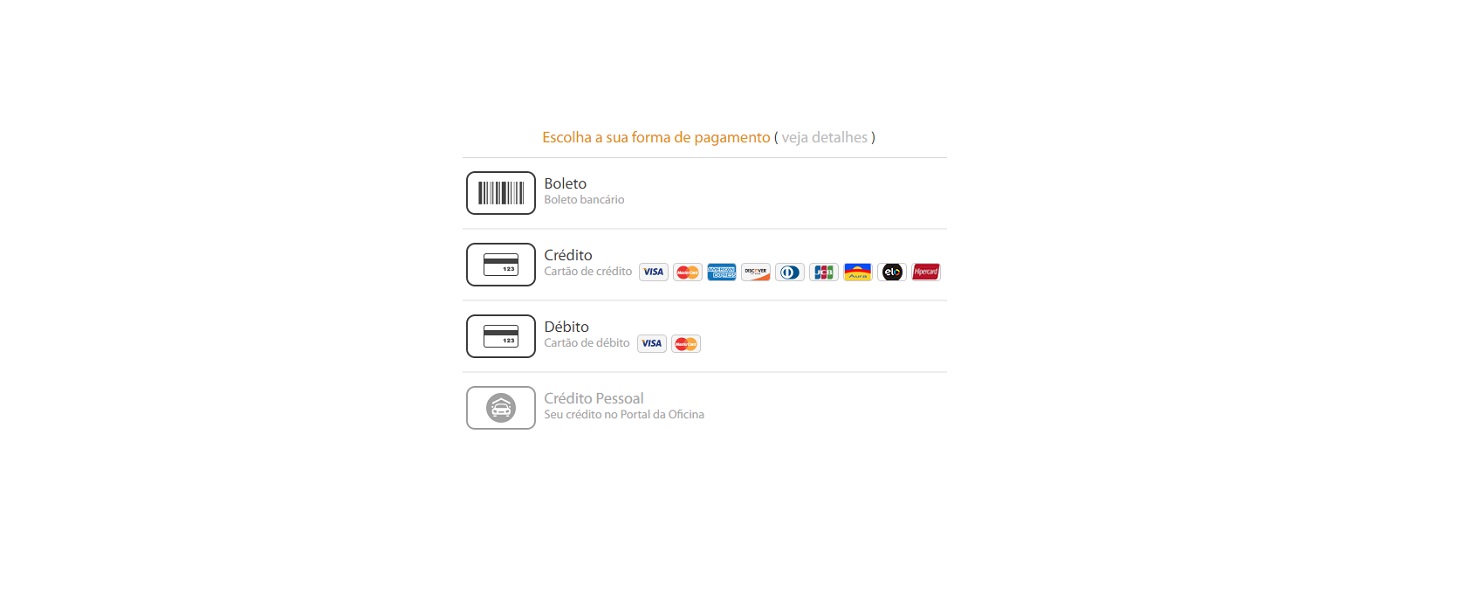 Escolha a sua forma de pagamento ( veja detalhes )
Boleto
Boleto bancário
123
Crédito
Cartão de crédito VISA MasterCard AMERICAN EXPRESS DISCOVER JCB Aura elo Hipercard
123
Débito
Cartão de débito VISA MasterCard
Crédito Pessoal
Seu crédito no Portal da Oficina